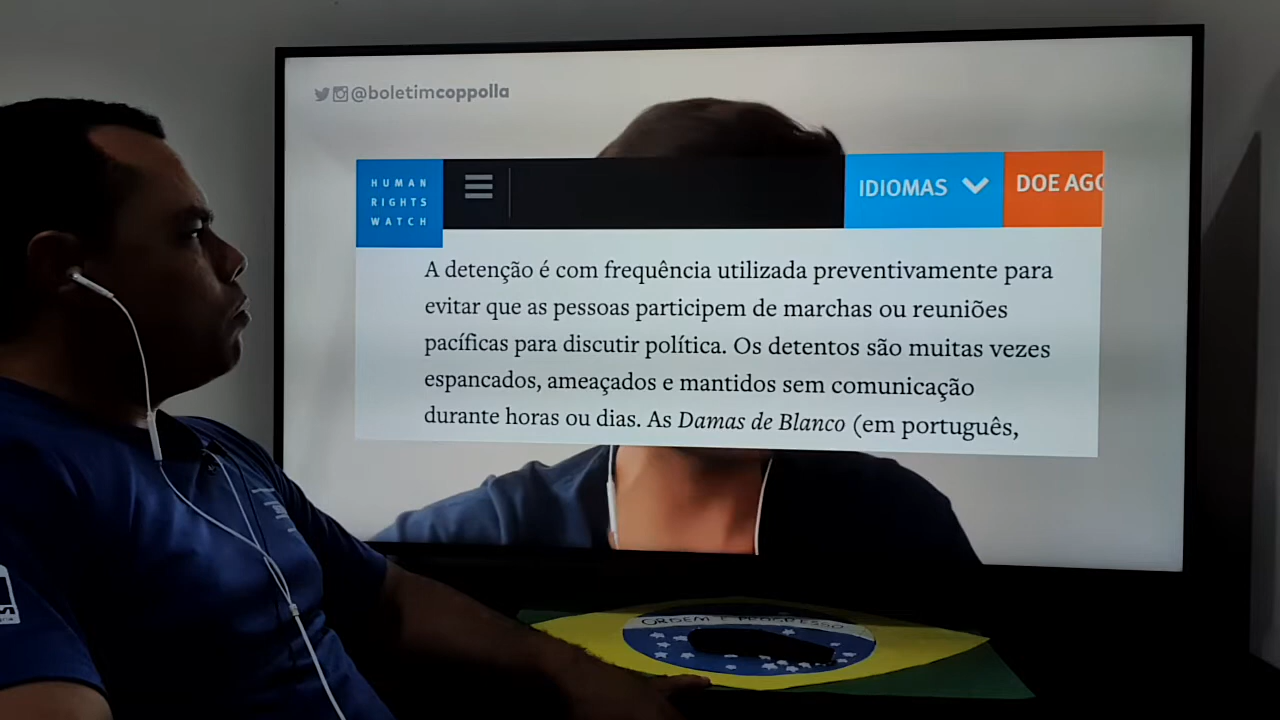 @boletimcoppolla
HUMAN
RIGHTS
WATCH
IDIOMAS
DOE AGO
A detenção é com frequência utilizada preventivamente para
evitar que as pessoas participem de marchas ou reuniões
pacíficas para discutir política. Os detentos são muitas vezes
espancados, ameaçados e mantidos sem comunicação
durante horas ou dias. As Damas de Blanco (em português,
ORDEM E PROGRESSO